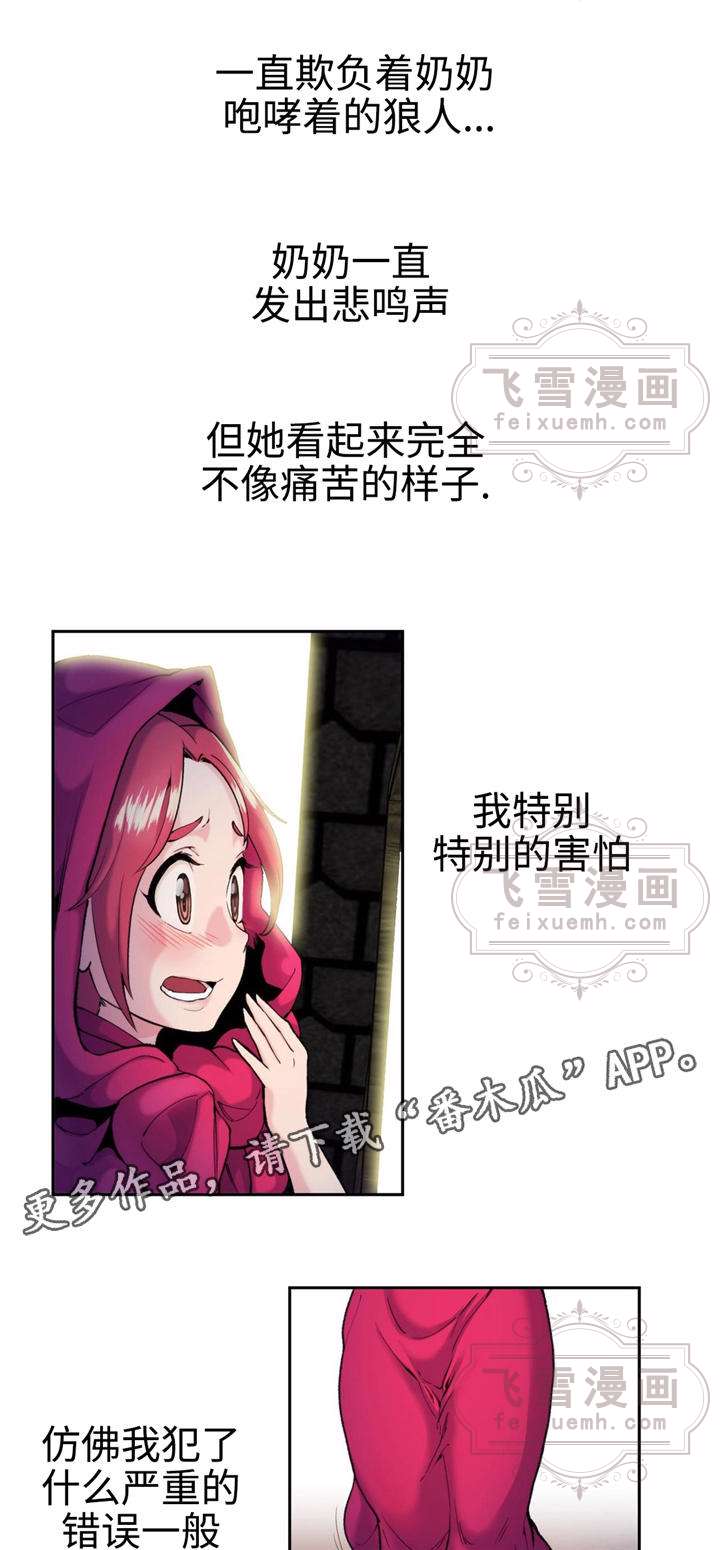 一直欺负着奶奶
咆哮着的狼人...
奶奶一直
发出悲鸣声
飞雪漫画
feixuemh.com
但她看起来完全
不像痛苦的样子.
我特别
特别的害怕
飞雪漫画
feixuemh.com
更多作品，请下载“番木瓜”APP。
飞雪漫画
feixuemh.com
仿佛我犯了
什么严重的
错误一般